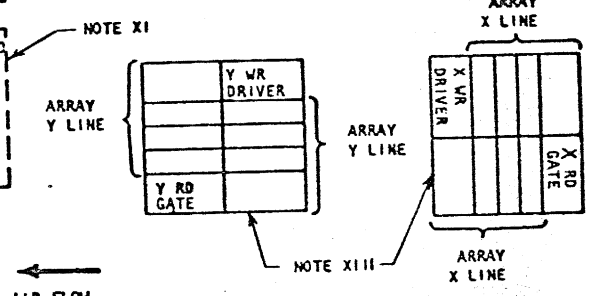 NOTE XI
ARRAY
X LINE
Y WR
DRIVER
X WR
DRIVER
ARRAY
Y LINE
ARRAY
Y LINE
Y RD
GATE
X RD
GATE
NOTE XIII
ARRAY
X LINE
AIR FLOW